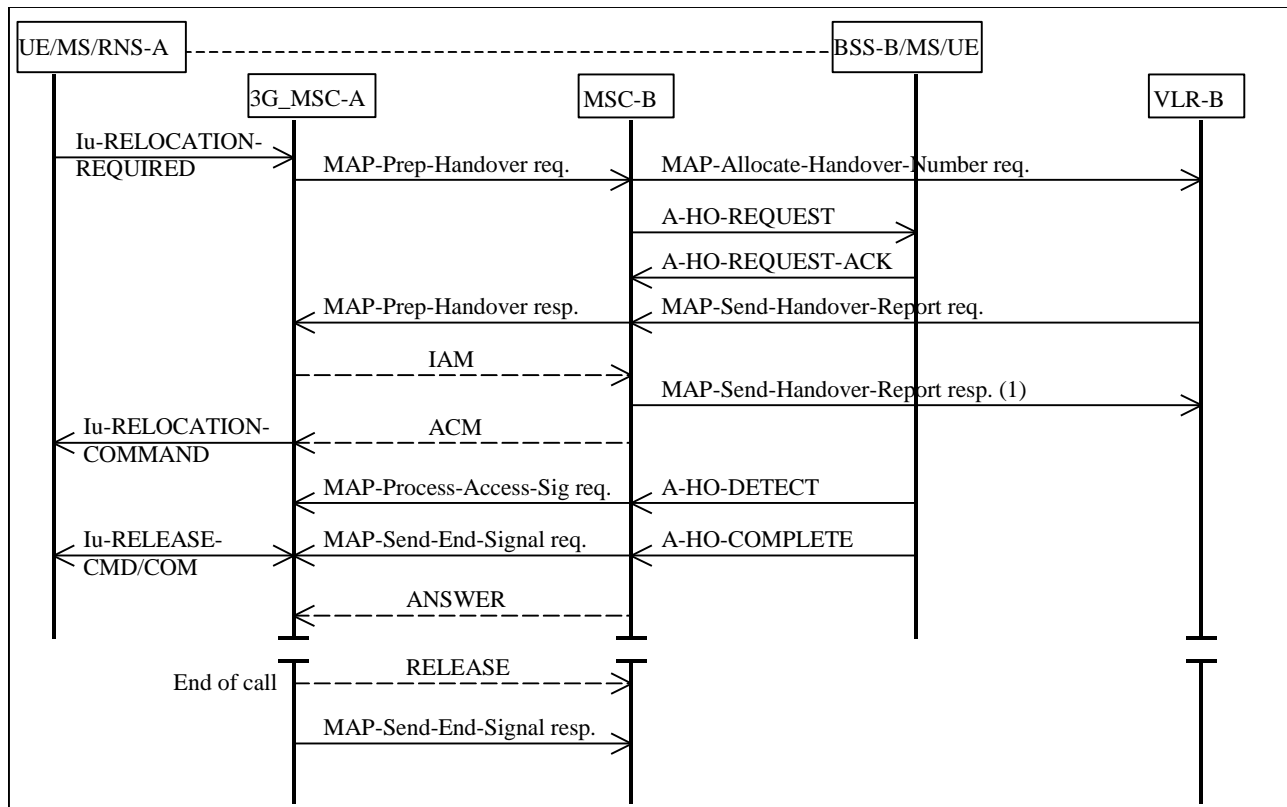 UE/MS/RNS-A
BSS-B/MS/UE
3G_MSC-A
MSC-B
VLR-B
Iu-RELOCATION-
REQUIRED
MAP-Prep-Handover req.
MAP-Allocate-Handover-Number req.
A-HO-REQUEST
A-HO-REQUEST-ACK
MAP-Prep-Handover resp.
MAP-Send-Handover-Report req.
IAM
MAP-Send-Handover-Report resp. (1)
Iu-RELOCATION-
COMMAND
ACM
MAP-Process-Access-Sig req.
A-HO-DETECT
Iu-RELEASE-
CMD/COM
MAP-Send-End-Signal req.
A-HO-COMPLETE
ANSWER
RELEASE
End of call
MAP-Send-End-Signal resp.